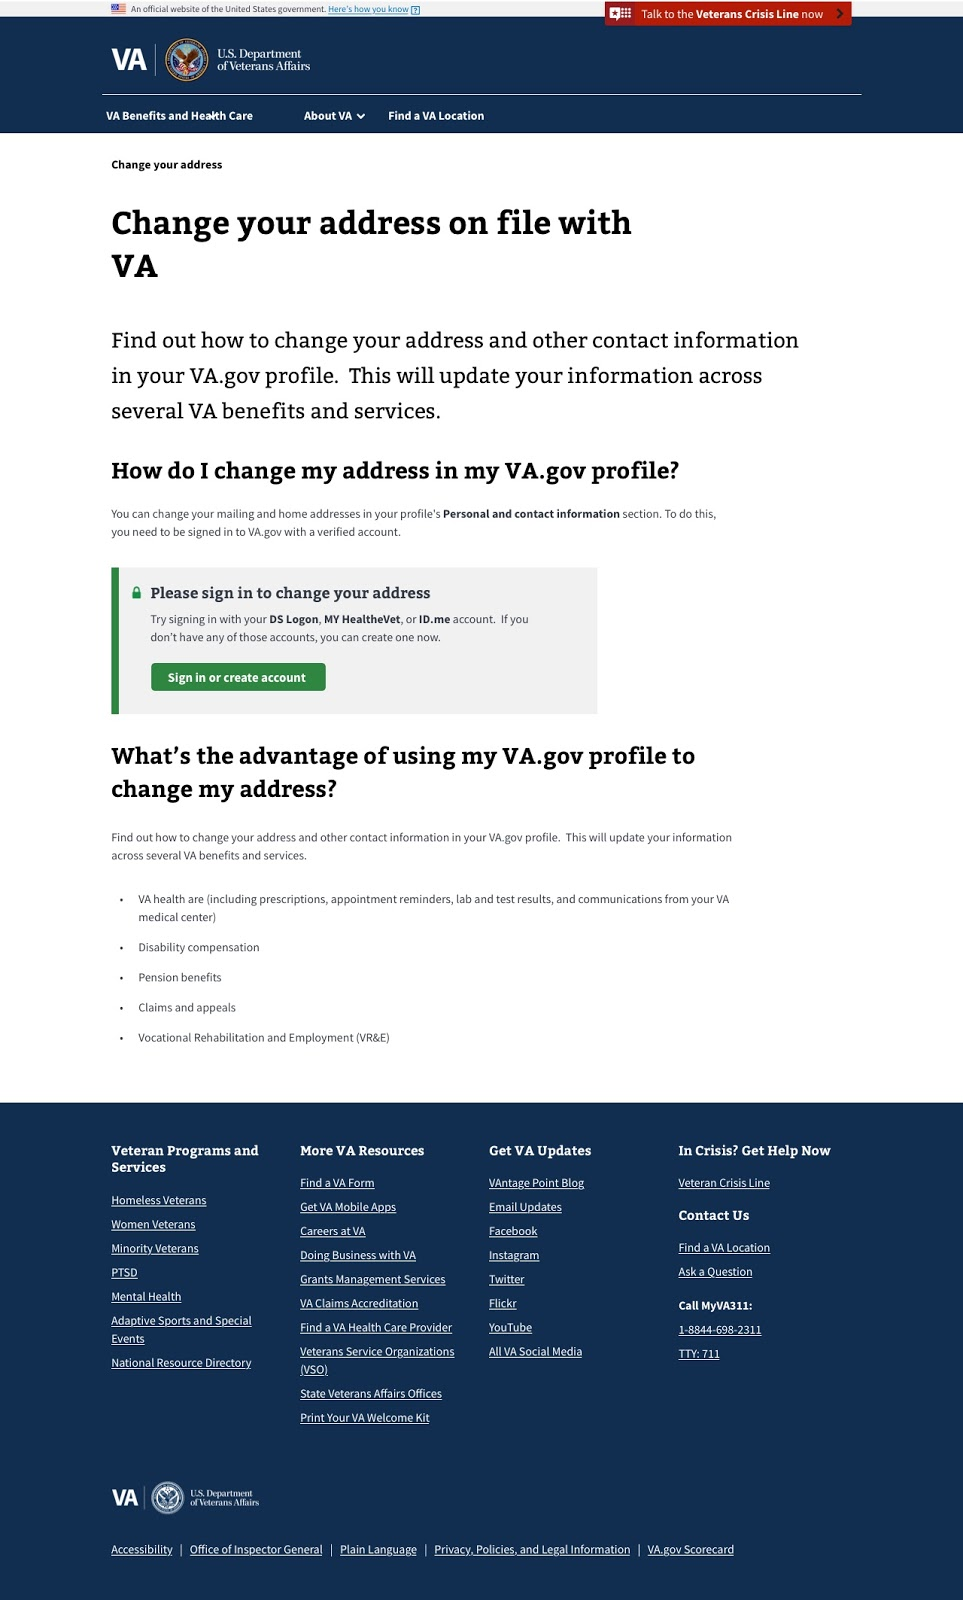 An official website of the United States government. Here's how you know
Talk to the Veterans Crisis Line now
VA
U.S. Department
of Veterans Affairs
VA Benefits and Health Care
About VA
Find a VA Location
Change your address
Change your address on file with
VA
Find out how to change your address and other contact information
in your VA.gov profile.  This will update your information across
several VA benefits and services.
How do I change my address in my VA.gov profile?
You can change your mailing and home addresses in your profile's Personal and contact information section. To do this,
you need to be signed in to VA.gov with a verified account.
Please sign in to change your address
Try signing in with your DS Logon, MY HealtheVet, or ID.me account.  If you
don't have any of those accounts, you can create one now.
Sign in or create account
What's the advantage of using my VA.gov profile to
change my address?
Find out how to change your address and other contact information in your VA.gov profile.  This will update your information
across several VA benefits and services.
• VA health are (including prescriptions, appointment reminders, lab and test results, and communications from your VA
medical center)
• Disability compensation
• Pension benefits
• Claims and appeals
• Vocational Rehabilitation and Employment (VR&E)
Veteran Programs and
Services
Homeless Veterans
Women Veterans
Minority Veterans
PTSD
Mental Health
Adaptive Sports and Special
Events
National Resource Directory
More VA Resources
Find a VA Form
Get VA Mobile Apps
Careers at VA
Doing Business with VA
Grants Management Services
VA Claims Accreditation
Find a VA Health Care Provider
Veterans Service Organizations
(VSO)
State Veterans Affairs Offices
Print Your VA Welcome Kit
Get VA Updates
VAntage Point Blog
Email Updates
Facebook
Instagram
Twitter
Flickr
YouTube
All VA Social Media
In Crisis? Get Help Now
Veteran Crisis Line
Contact Us
Find a VA Location
Ask a Question
Call MyVA311:
1-8844-698-2311
TTY: 711
VA
U.S. Department
of Veterans Affairs
Accessibility | Office of Inspector General | Plain Language | Privacy, Policies, and Legal Information | VA.gov Scorecard